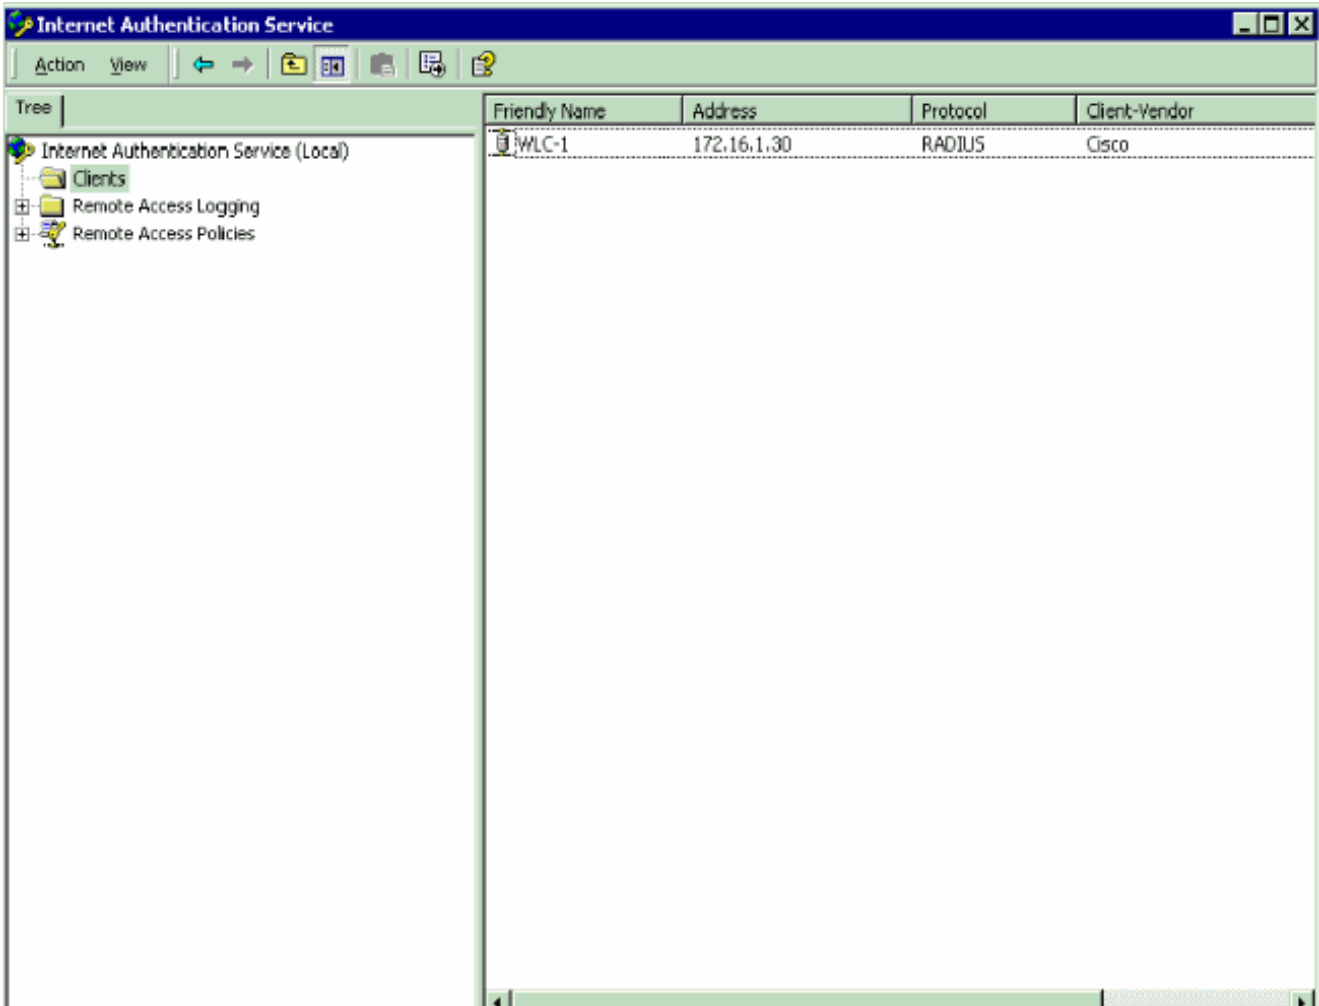 Internet Authentication Service
Action View
Tree
Internet Authentication Service (Local)
Clients
Remote Access Logging
Remote Access Policies
Friendly Name Address Protocol Client-Vendor
WLC-1 172.16.1.30 RADIUS Cisco